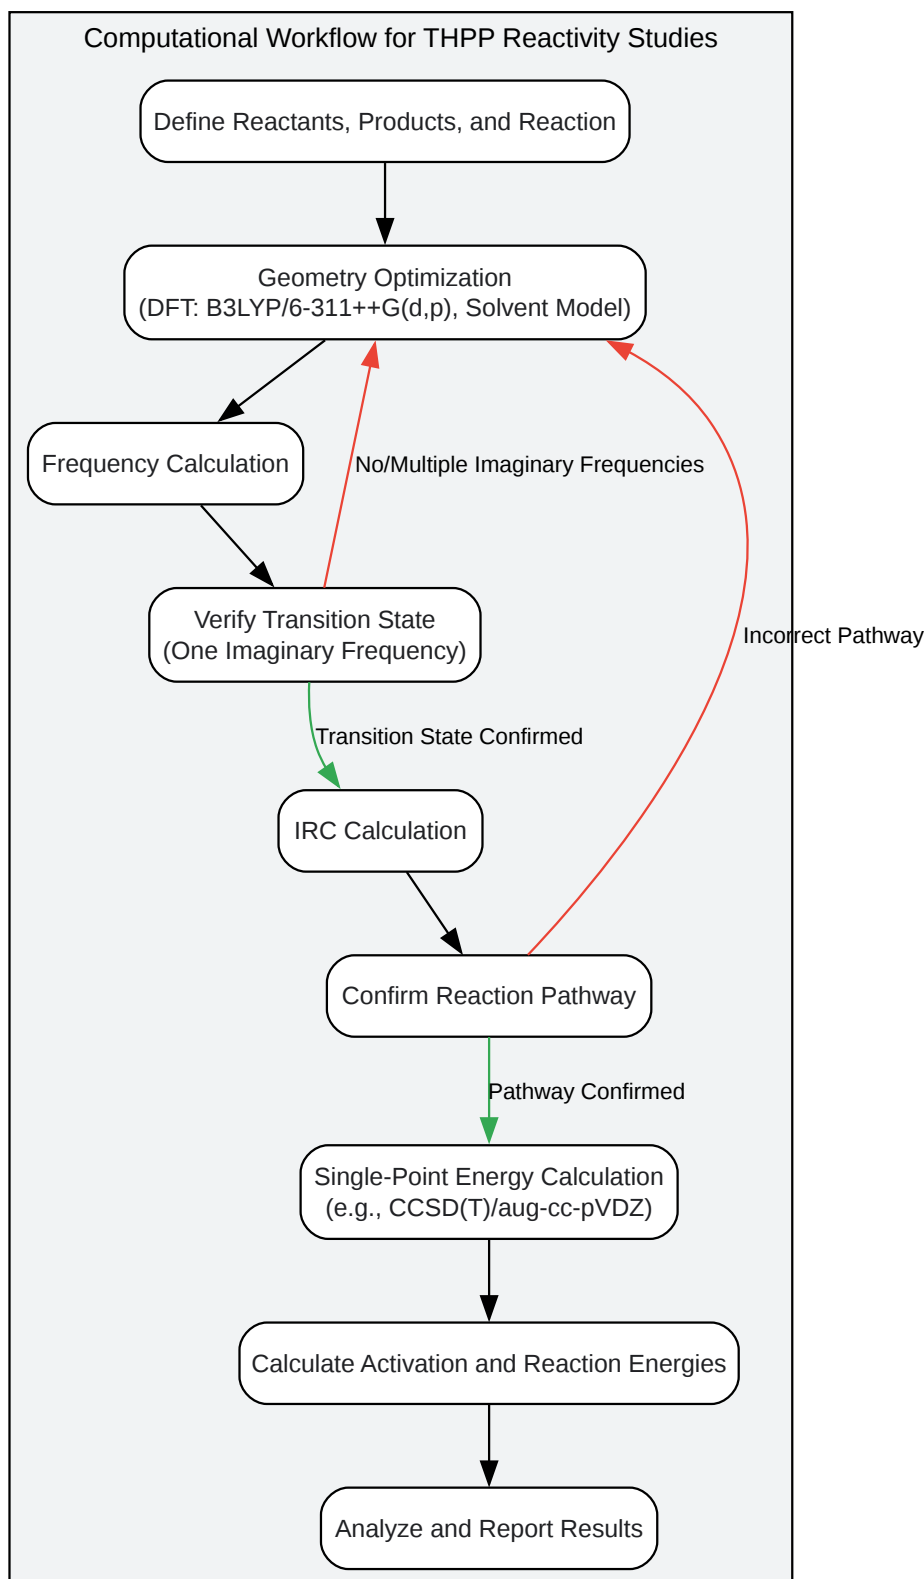 Computational Workflow for THPP Reactivity Studies
Define Reactants, Products, and Reaction
Geometry Optimization
(DFT: B3LYP/6-311++G(d,p), Solvent Model)
Frequency Calculation
No/Multiple Imaginary Frequencies
Verify Transition State
(One Imaginary Frequency)
Incorrect Pathway
Transition State Confirmed
IRC Calculation
Confirm Reaction Pathway
Pathway Confirmed
Single-Point Energy Calculation
(e.g., CCSD(T)/aug-cc-pVDZ)
Calculate Activation and Reaction Energies
Analyze and Report Results